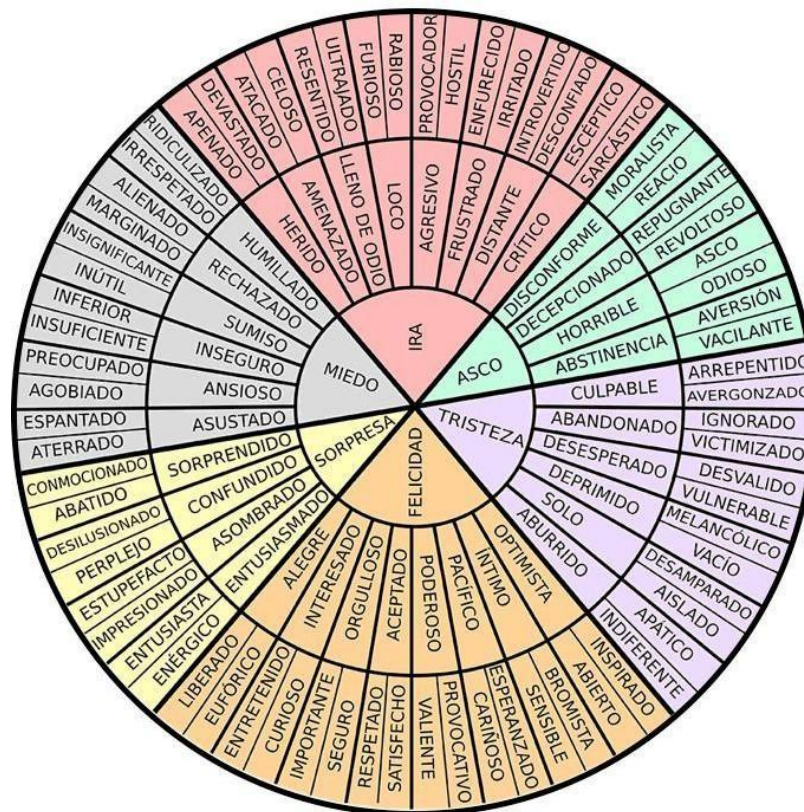 IRA
HERIDO
APENADO
DEVASTADO
AMENAZADO
ATACADO
CELOSO
LLENO DE ODIO
RESENTIDO
ULTRAJADO
LOCO
FURIOSO
RABIOSO
AGRESIVO
PROVOCADOR
HOSTIL
FRUSTRADO
ENFURECIDO
IRRITADO
DISTANTE
INTROVERTIDO
DESCONFIADO
CRÍTICO
ESCÉPTICO
SARCÁSTICO
ASCO
DISCONFORME
MORALISTA
REACIO
DECEPCIONADO
REPUGNANTE
REVOLTOSO
HORRIBLE
ASCO
ODIOSO
ABSTINENCIA
AVERSIÓN
VACILANTE
TRISTEZA
CULPABLE
ARREPENTIDO
AVERGONZADO
ABANDONADO
IGNORADO
VICTIMIZADO
DESESPERADO
DESVALIDO
VULNERABLE
DEPRIMIDO
MELANCÓLICO
VACÍO
SOLO
DESAMPARADO
AISLADO
ABURRIDO
APÁTICO
INDIFERENTE
FELICIDAD
OPTIMISTA
INSPIRADO
ABIERTO
ÍNTIMO
BROMISTA
SENSIBLE
PACÍFICO
ESPERANZADO
CARIÑOSO
PODEROSO
PROVOCATIVO
VALIENTE
ACEPTADO
SATISFECHO
RESPETADO
ORGULLOSO
SEGURO
IMPORTANTE
INTERESADO
CURIOSO
ENTRETENIDO
ALEGRE
EUFÓRICO
LIBERADO
SORPRESA
ENTUSIASMADO
ENÉRGICO
ENTUSIASTA
ASOMBRADO
IMPRESIONADO
ESTUPEFACTO
CONFUNDIDO
PERPLEJO
DESILUSIONADO
SORPRENDIDO
ABATIDO
CONMOCIONADO
MIEDO
ASUSTADO
ATERRADO
ESPANTADO
ANSIOSO
AGOBIADO
PREOCUPADO
INSEGURO
INSUFICIENTE
INFERIOR
SUMISO
INÚTIL
INSIGNIFICANTE
RECHAZADO
MARGINADO
ALIENADO
HUMILLADO
IRRESPETADO
RIDICULIZADO